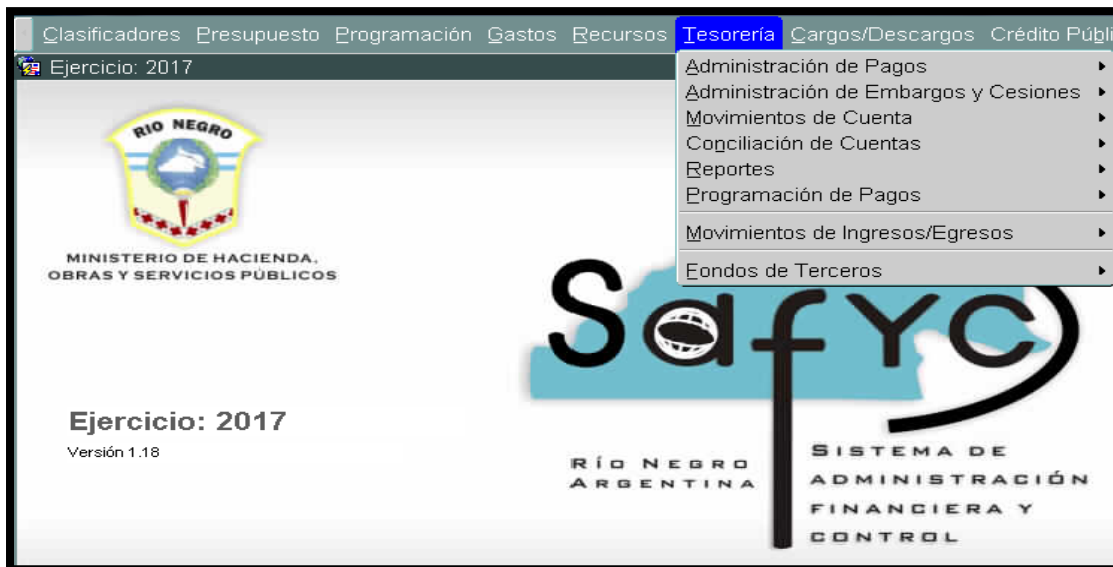 Clasificadores Presupuesto Programación Gastos Recursos Tesorería Cargos/Descargos Crédito Públi
Ejercicio: 2017
Administración de Pagos
Administración de Embargos y Cesiones
Movimientos de Cuenta
Conciliación de Cuentas
Reportes
Programación de Pagos
Movimientos de Ingresos/Egresos
Fondos de Terceros
RIO NEGRO
MINISTERIO DE HACIENDA,
OBRAS Y SERVICIOS PÚBLICOS
SafyC
Ejercicio: 2017
Versión 1.18
RÍO NEGRO
ARGENTINA
SISTEMA DE
ADMINISTRACIÓN
FINANCIERA Y
CONTROL